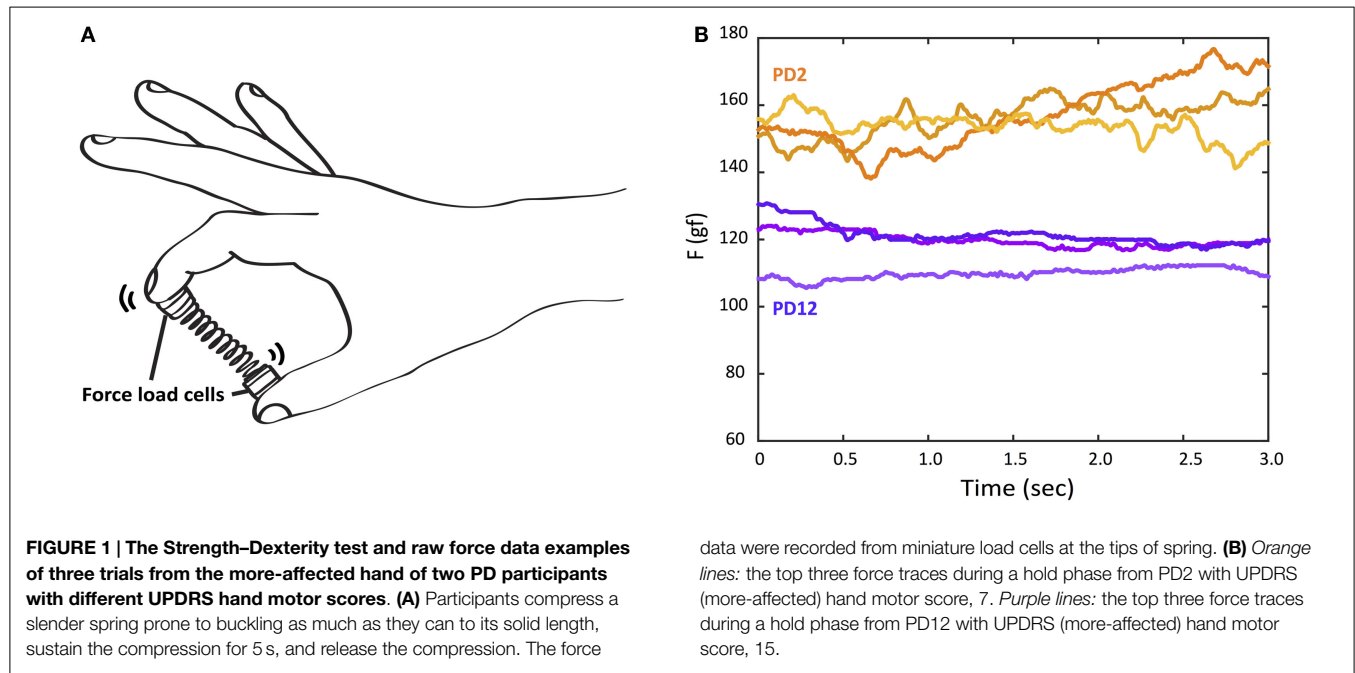 A
Force load cells
B
F (gf)
180
160
140
120
100
80
60
PD2
PD12
0 0.5 1.0 1.5 2.0 2.5 3.0
Time (sec)
FIGURE 1 | The Strength–Dexterity test and raw force data examples
of three trials from the more-affected hand of two PD participants
with different UPDRS hand motor scores. (A) Participants compress a
slender spring prone to buckling as much as they can to its solid length,
sustain the compression for 5 s, and release the compression. The force
data were recorded from miniature load cells at the tips of spring. (B) Orange
lines: the top three force traces during a hold phase from PD2 with UPDRS
(more-affected) hand motor score, 7. Purple lines: the top three force traces
during a hold phase from PD12 with UPDRS (more-affected) hand motor
score, 15.